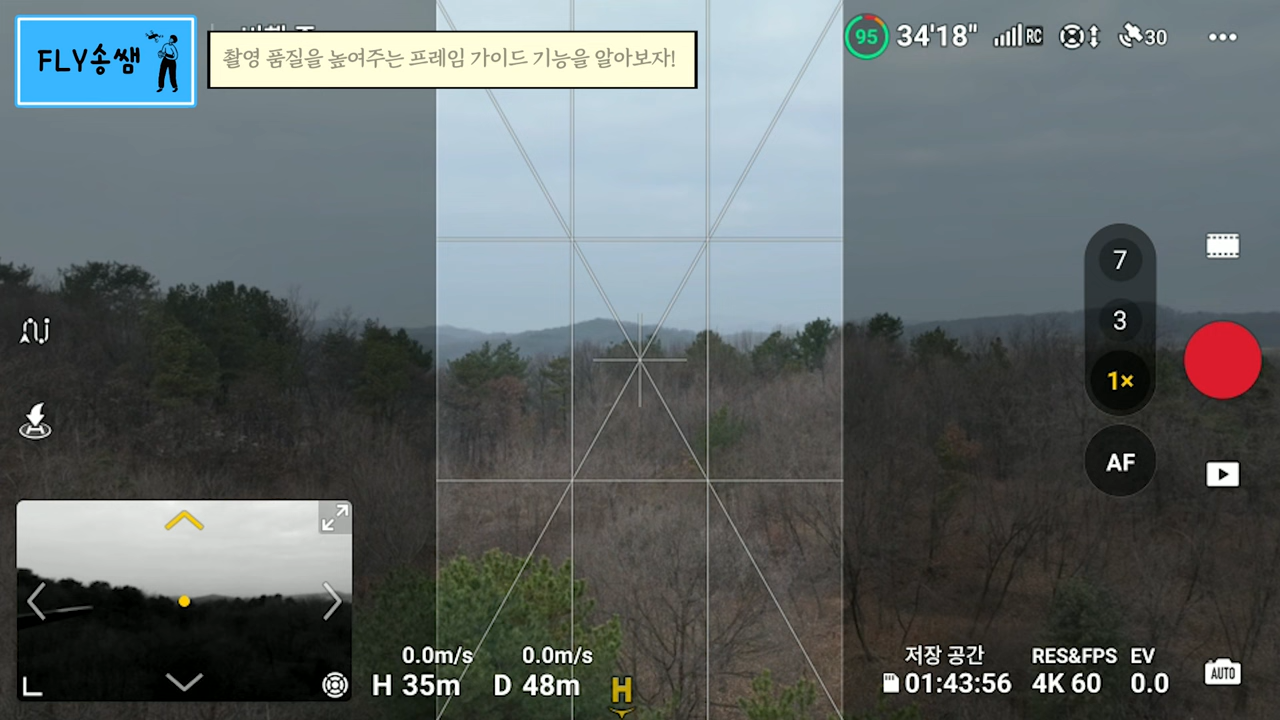 FLY송쌤
촬영 품질을 높여주는 프레임 가이드 기능을 알아보자!
95
34'18"
RC
30
7
3
1×
AF
0.0m/s
0.0m/s
H 35m
D 48m
H
L
저장 공간
01:43:56
RES&FPS
4K 60
EV
0.0
AUTO